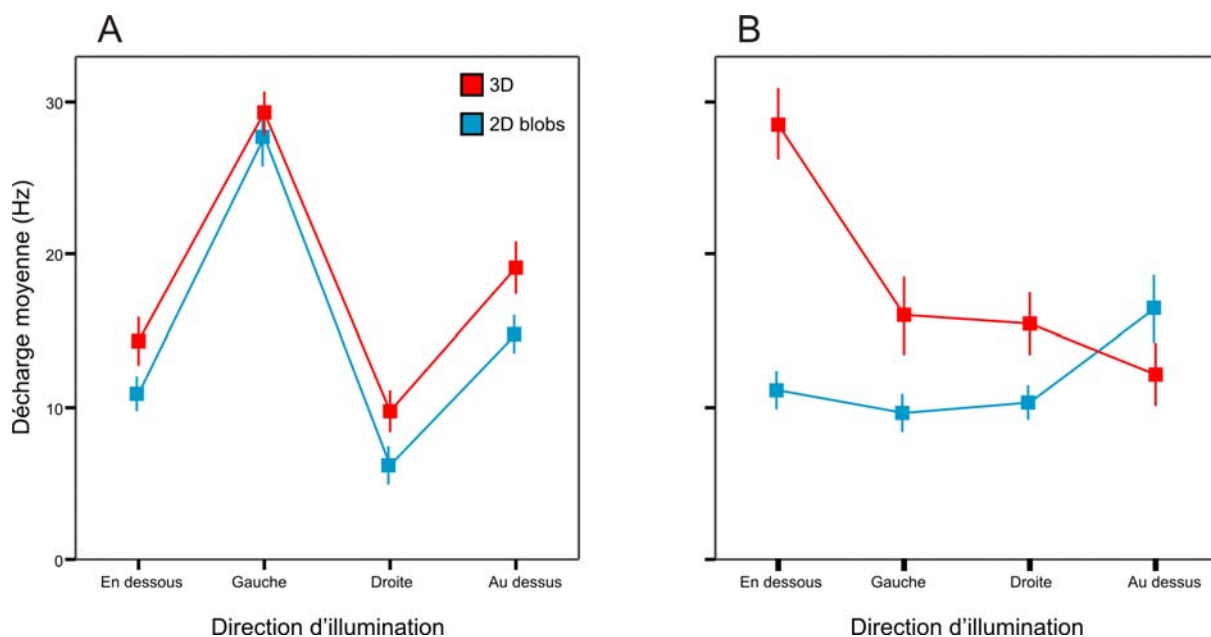 A
B
3D
2D blobs
30
20
10
0
Décharge moyenne (Hz)
En dessous
Gauche
Droite
Au dessus
Direction d'illumination
En dessous
Gauche
Droite
Au dessus
Direction d'illumination